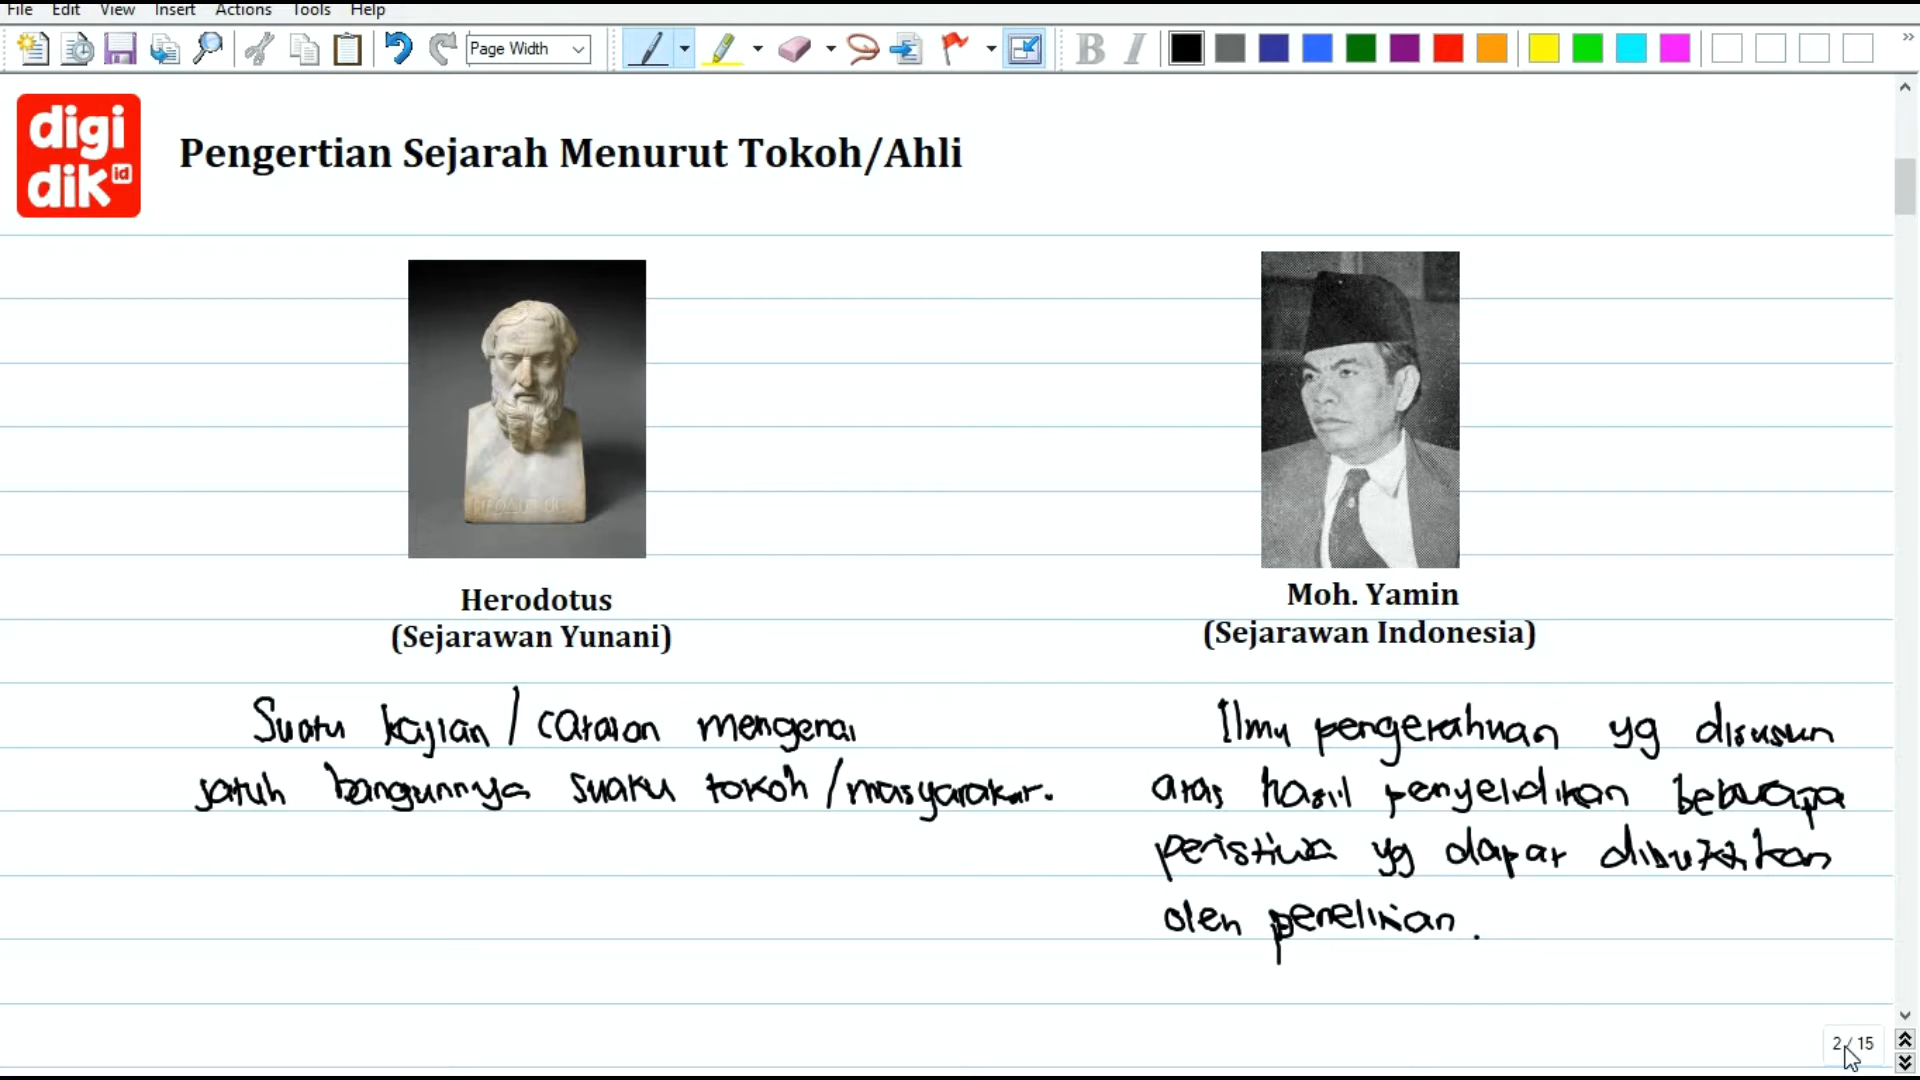 File Edit View Insert Actions Tools Help
Page Width
B I
digi
dik id
Pengertian Sejarah Menurut Tokoh/Ahli
Herodotus
(Sejarawan Yunani)
Suatu kajian / catatan mengenai
jatuh bangunnya suatu tokoh / masyarakat.
Moh. Yamin
(Sejarawan Indonesia)
Ilmu pengetahuan yg disusun
atas hasil penyelidikan beberapa
peristiwa yg dapat dibuktikan
oleh penelitian.
2 / 15